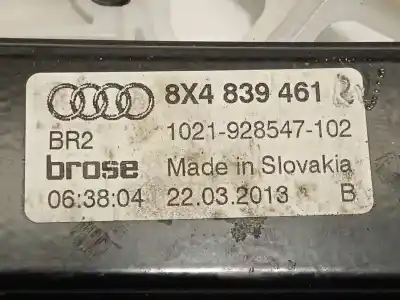 8X4 839 461
BR2 1021-928547-102
brose Made in Slovakia
06:38:04 22.03.2013 B